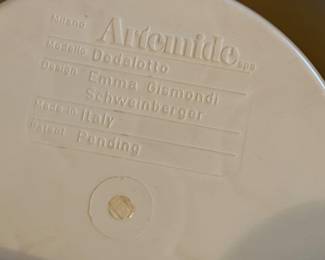 Milano Artemide spa
Modello Dedalotto
Design Emma Gismondi
Schweinberger
Made in Italy
Patent Pending